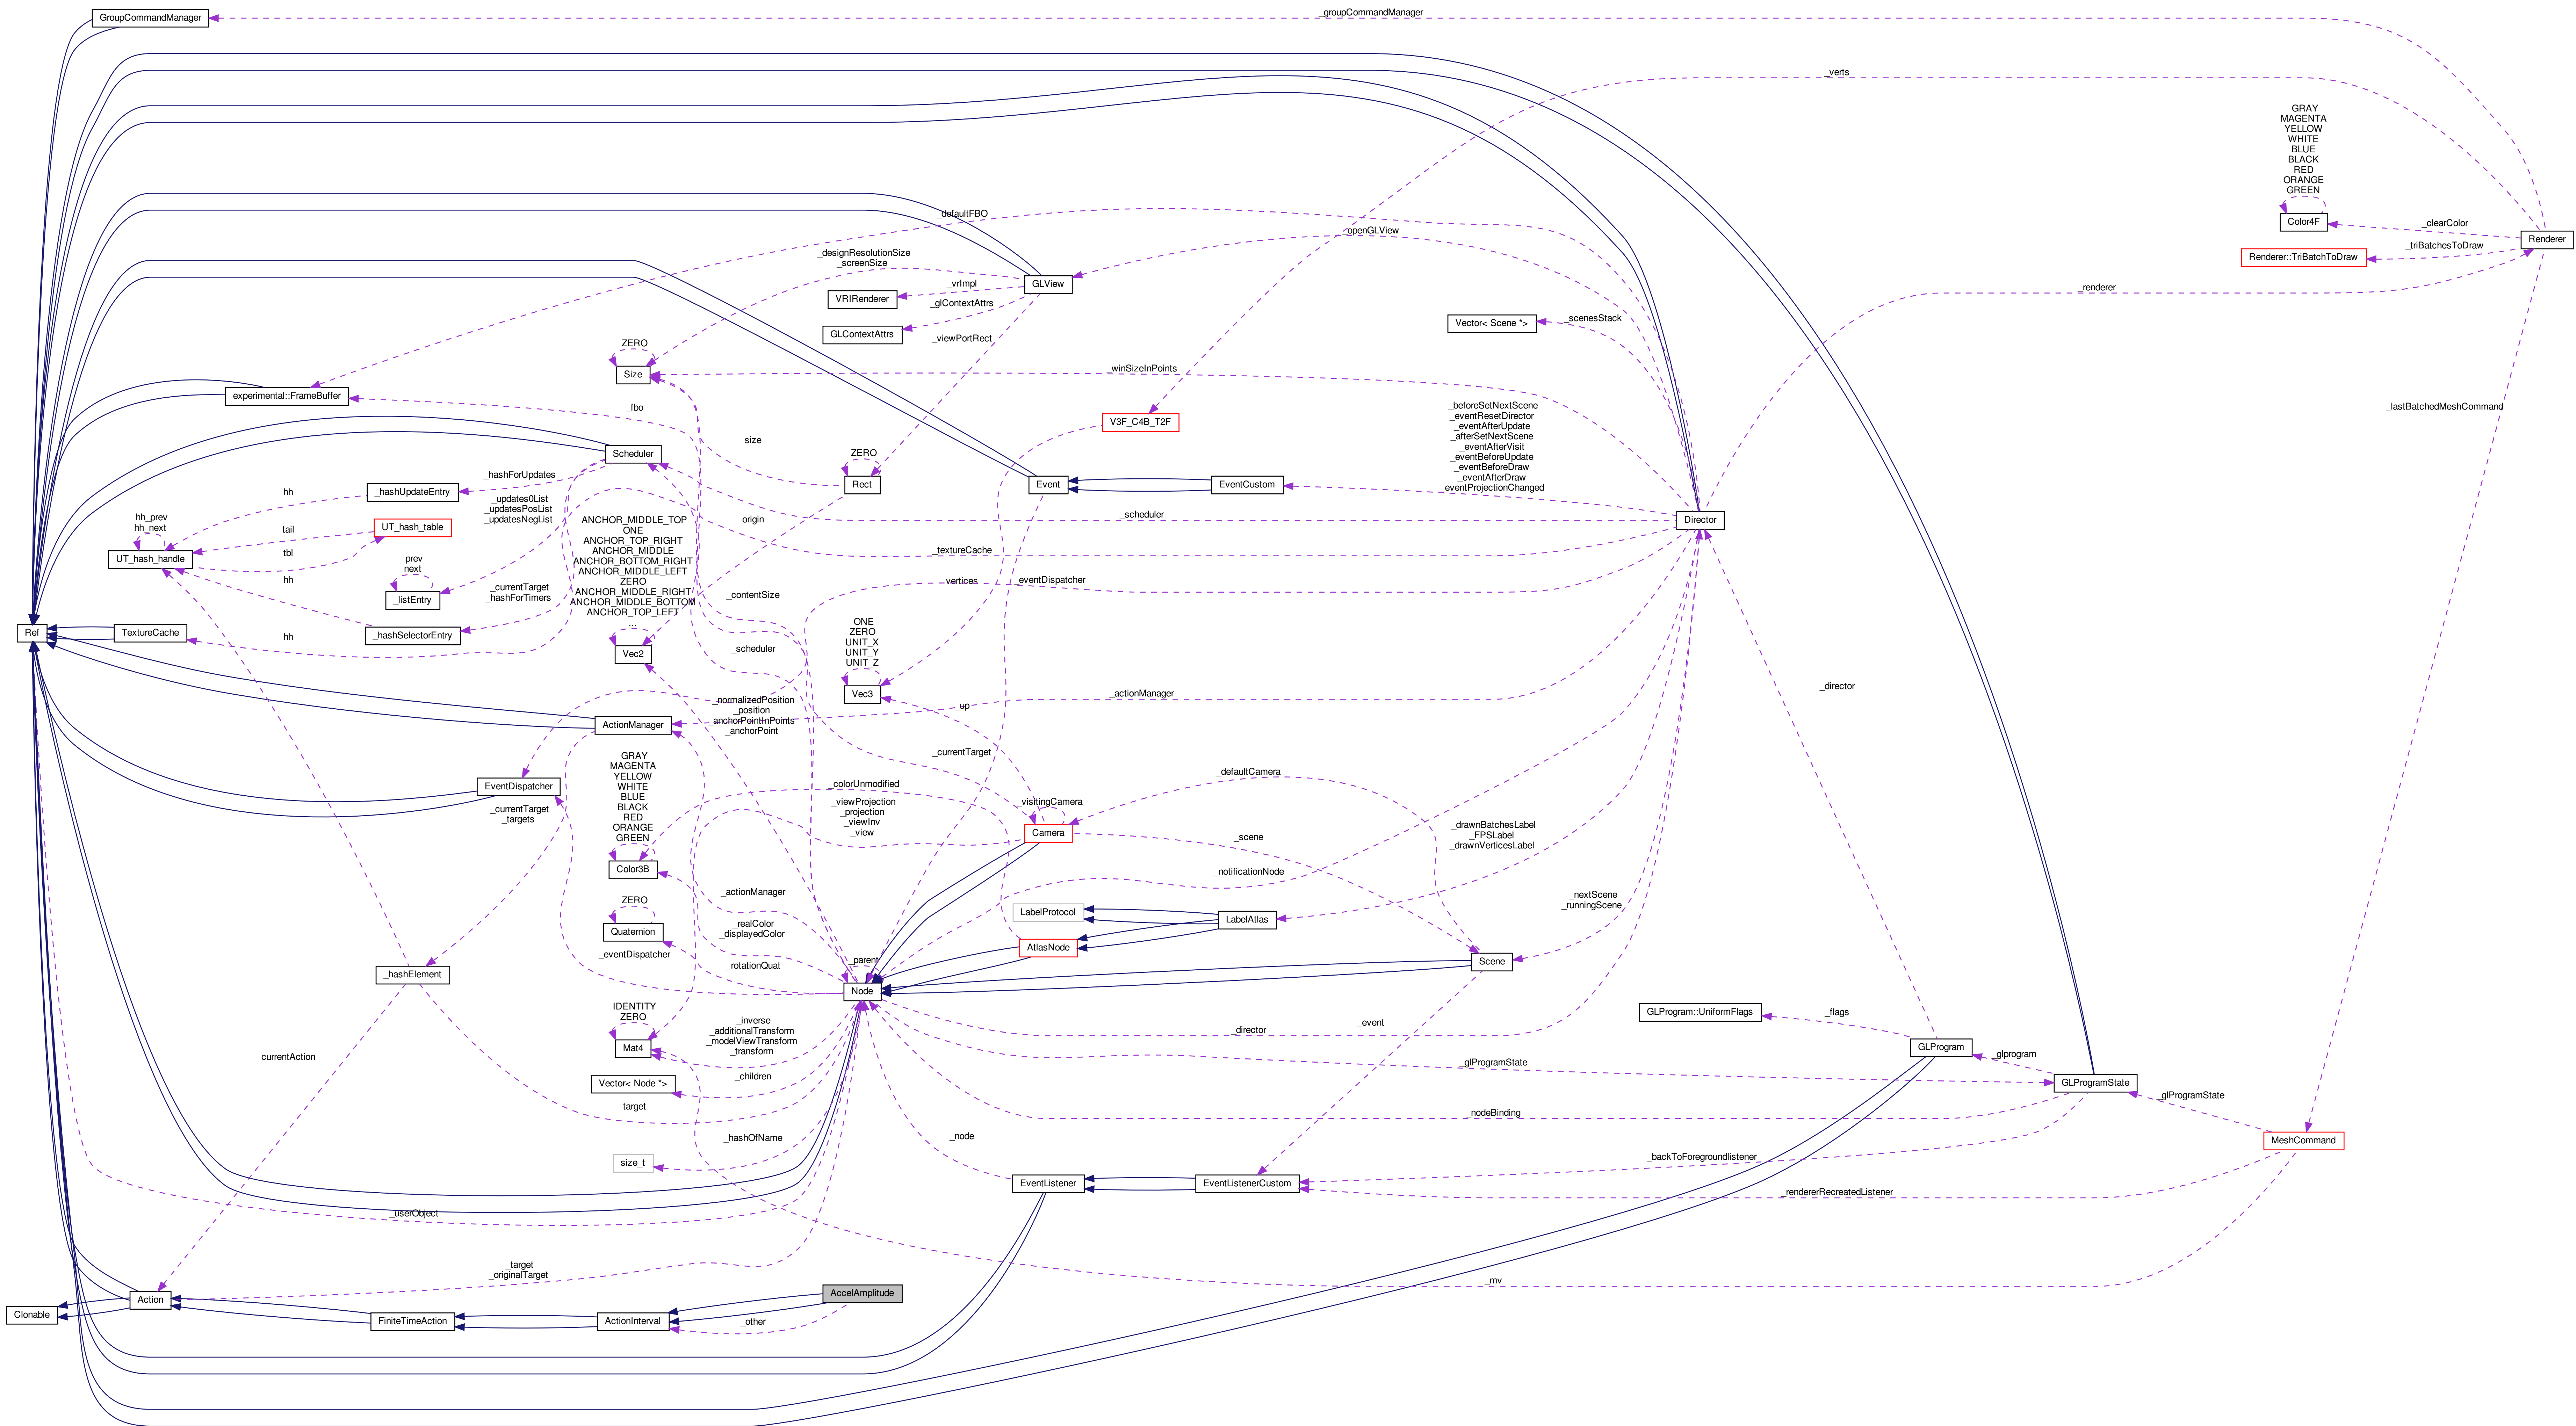 GroupCommandManager
_groupCommandManager
_verts
GRAY
MAGENTA
YELLOW
WHITE
BLUE
BLACK
RED
ORANGE
GREEN
Color4F
_clearColor
Renderer
_triBatchesToDraw
Renderer::TriBatchToDraw
_defaultFBO
_openGLView
_designResolutionSize
_screenSize
GLView
_vrImpl
VRIRenderer
_glContextAttrs
GLContextAttrs
_renderer
Vector< Scene *>
_scenesStack
_viewPortRect
ZERO
Size
_winSizeInPoints
experimental::FrameBuffer
_fbo
_lastBatchedMeshCommand
V3F_C4B_T2F
_beforeSetNextScene
_eventResetDirector
_eventAfterUpdate
_afterSetNextScene
_eventAfterVisit
_eventBeforeUpdate
_eventBeforeDraw
_eventAfterDraw
_eventProjectionChanged
size
Scheduler
ZERO
Rect
_hashForUpdates
Event
EventCustom
hh
_hashUpdateEntry
_updates0List
_updatesPosList
_updatesNegList
hh_prev
hh_next
tail
UT_hash_table
origin
_scheduler
Director
UT_hash_handle
tbl
_textureCache
prev
next
_listEntry
hh
_currentTarget
_hashForTimers
ANCHOR_MIDDLE_TOP
ONE
ANCHOR_TOP_RIGHT
ANCHOR_MIDDLE
ANCHOR_BOTTOM_RIGHT
ANCHOR_MIDDLE_LEFT
ZERO
ANCHOR_MIDDLE_RIGHT
ANCHOR_MIDDLE_BOTTOM
ANCHOR_TOP_LEFT
...
Vec2
_contentSize
vertices
_eventDispatcher
Ref
TextureCache
hh
_hashSelectorEntry
_scheduler
ONE
ZERO
UNIT_X
UNIT_Y
UNIT_Z
Vec3
_director
_actionManager
_up
_normalizedPosition
_position
_anchorPointInPoints
_anchorPoint
ActionManager
_currentTarget
GRAY
MAGENTA
YELLOW
WHITE
BLUE
BLACK
RED
ORANGE
GREEN
Color3B
EventDispatcher
_colorUnmodified
_defaultCamera
_viewProjection
_projection
_viewInv
_view
_visitingCamera
Camera
_currentTarget
_targets
_scene
_drawnBatchesLabel
_FPSLabel
_drawnVerticesLabel
_notificationNode
_actionManager
_nextScene
_runningScene
ZERO
Quaternion
LabelProtocol
LabelAtlas
_realColor
_displayedColor
AtlasNode
_eventDispatcher
_rotationQuat
_parent
Scene
_hashElement
Node
IDENTITY
ZERO
Mat4
_inverse
_additionalTransform
_modelViewTransform
_transform
_director
_event
GLProgram::UniformFlags
_flags
GLProgram
currentAction
_glProgramState
_glprogram
Vector< Node *>
_children
GLProgramState
target
_nodeBinding
_glProgramState
_hashOfName
_node
MeshCommand
size_t
_backToForegroundlistener
EventListener
EventListenerCustom
_rendererRecreatedListener
_userObject
_target
_originalTarget
_mv
AccelAmplitude
Action
Clonable
FiniteTimeAction
ActionInterval
_other